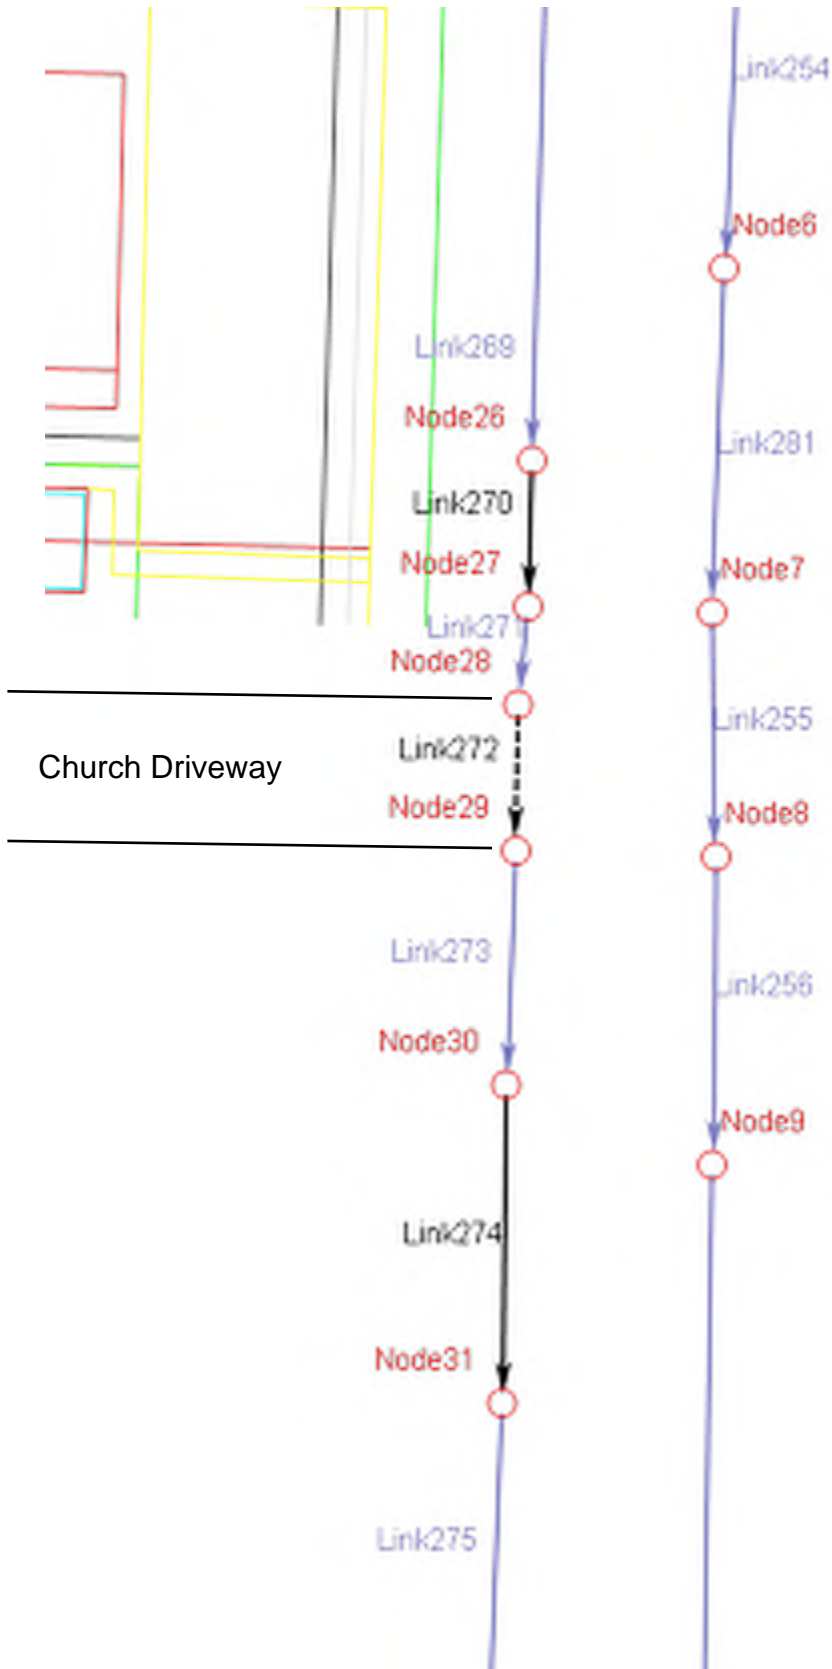 Link254
Node6
Link269
Node26
Link281
Link270
Node27
Node7
Link271
Node28
Link255
Link272
Church Driveway
Node29
Node8
Link273
Link256
Node30
Node9
Link274
Node31
Link275